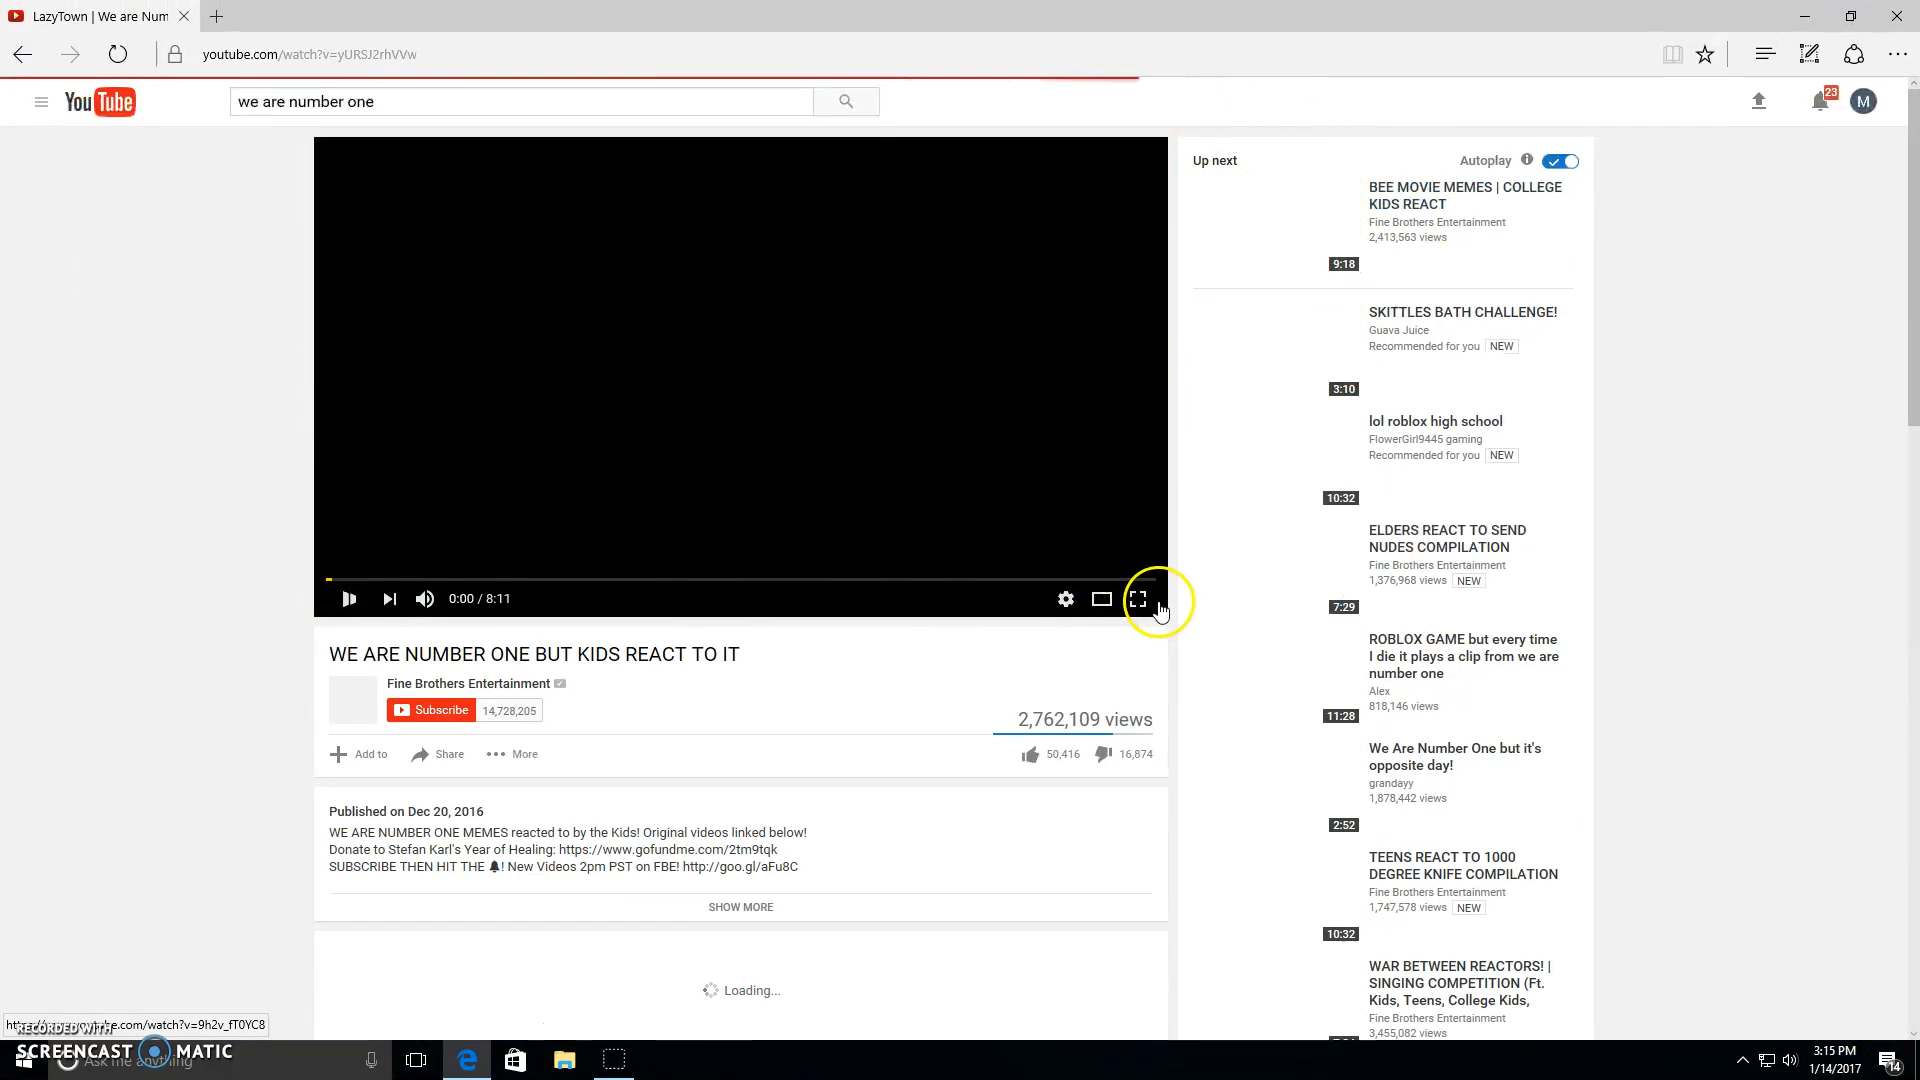 LazyTown | We are Num
youtube.com/watch?v=yURSJ2rhVVw
YouTube
we are number one
23
M
0:00 / 8:11
WE ARE NUMBER ONE BUT KIDS REACT TO IT
Fine Brothers Entertainment
Subscribe 14,728,205
2,762,109 views
Add to Share More
50,416 16,874
Published on Dec 20, 2016
WE ARE NUMBER ONE MEMES reacted to by the Kids! Original videos linked below!
Donate to Stefan Karl's Year of Healing: https://www.gofundme.com/2tm9tqk
SUBSCRIBE THEN HIT THE 🔔! New Videos 2pm PST on FBE! http://goo.gl/aFu8C
SHOW MORE
Loading...
Up next
Autoplay
BEE MOVIE MEMES | COLLEGE
KIDS REACT
Fine Brothers Entertainment
2,413,563 views
9:18
SKITTLES BATH CHALLENGE!
Guava Juice
Recommended for you NEW
3:10
lol roblox high school
FlowerGirl9445 gaming
Recommended for you NEW
10:32
ELDERS REACT TO SEND
NUDES COMPILATION
Fine Brothers Entertainment
1,376,968 views NEW
7:29
ROBLOX GAME but every time
I die it plays a clip from we are
number one
Alex
818,146 views
11:28
We Are Number One but it's
opposite day!
grandayy
1,878,442 views
2:52
TEENS REACT TO 1000
DEGREE KNIFE COMPILATION
Fine Brothers Entertainment
1,747,578 views NEW
10:32
WAR BETWEEN REACTORS! |
SINGING COMPETITION (Ft.
Kids, Teens, College Kids,
Fine Brothers Entertainment
3,455,082 views
https://www.youtube.com/watch?v=9h2v_fT0YC8
RECORDED WITH
SCREENCAST MATIC
Ask me anything
3:15 PM
1/14/2017
14